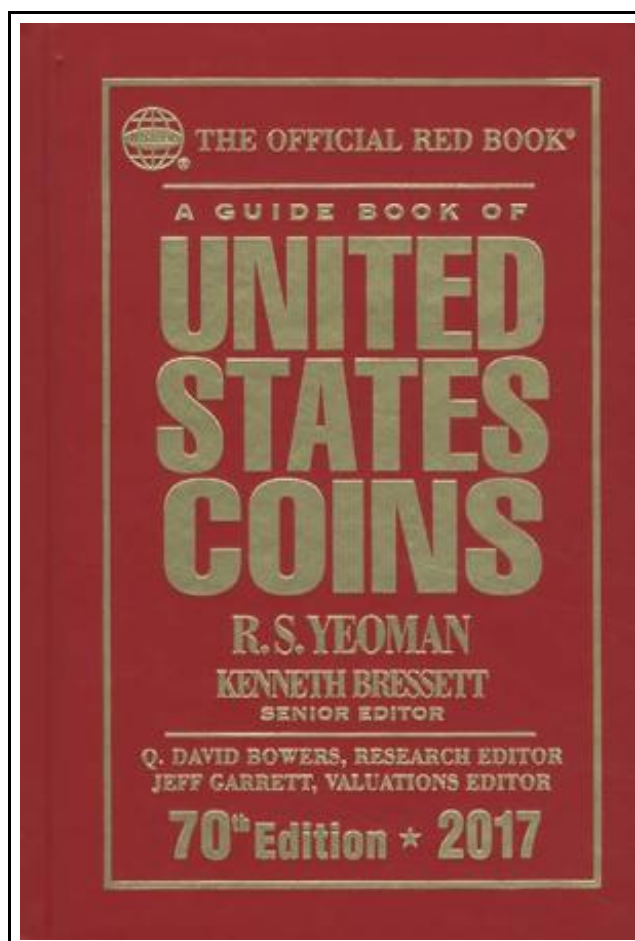 THE OFFICIAL RED BOOK®
A GUIDE BOOK OF
UNITED
STATES
COINS
R.S. YEOMAN
KENNETH BRESSETT
SENIOR EDITOR
Q. DAVID BOWERS, RESEARCH EDITOR
JEFF GARRETT, VALUATIONS EDITOR
70th Edition ★ 2017